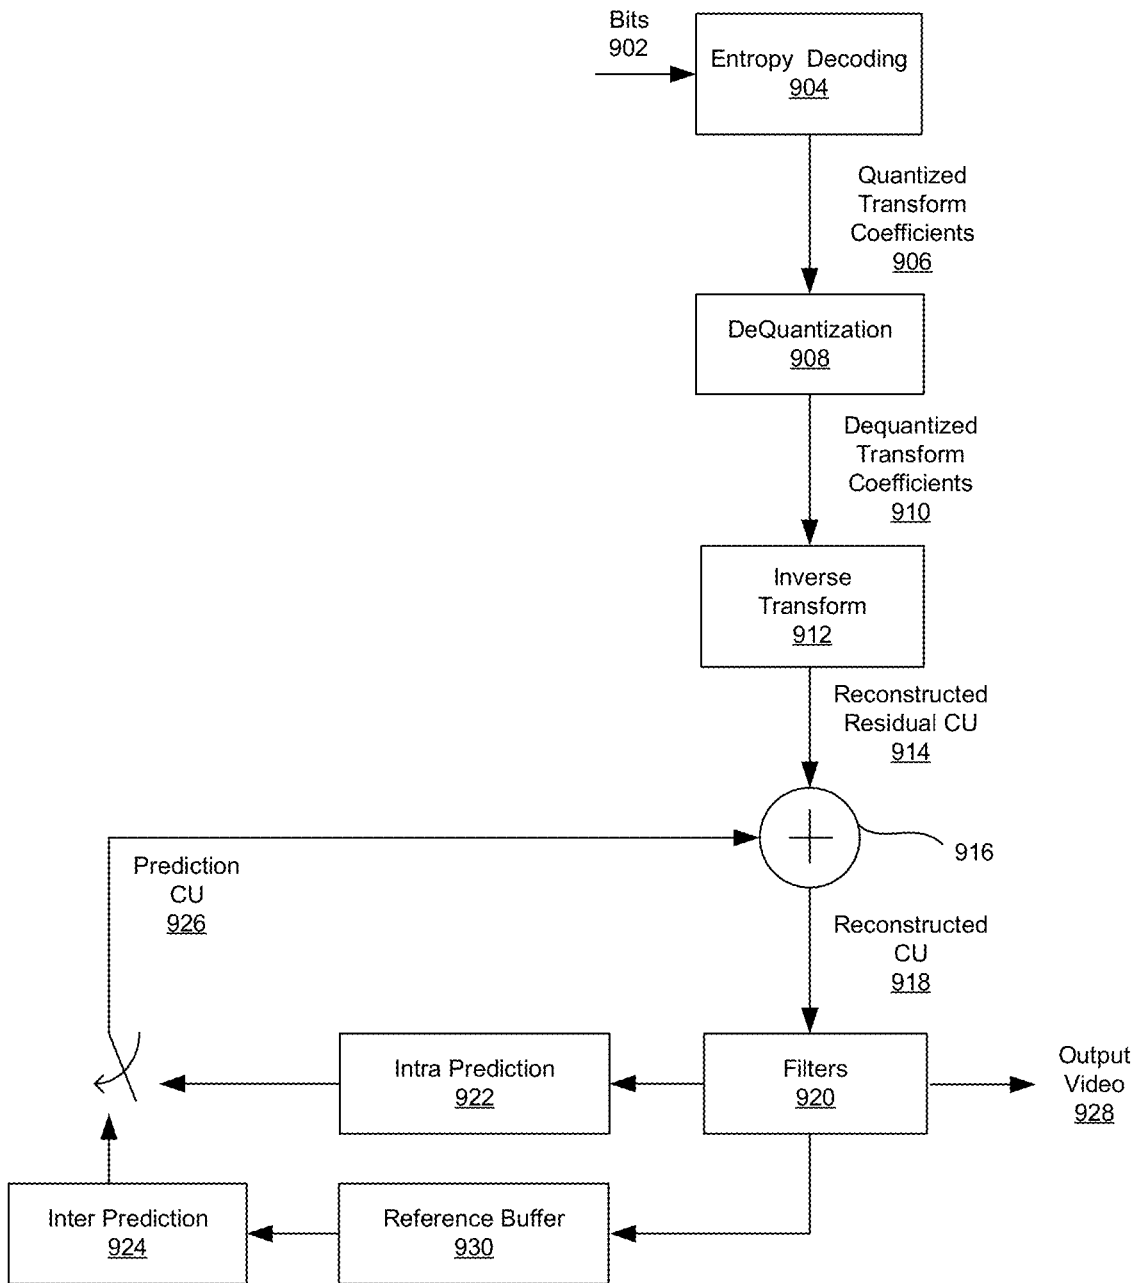 Bits
902
Entropy Decoding
904
Quantized
Transform
Coefficients
906
DeQuantization
908
Dequantized
Transform
Coefficients
910
Inverse
Transform
912
Reconstructed
Residual CU
914
916
Prediction
CU
926
Reconstructed
CU
918
Intra Prediction
922
Filters
920
Output
Video
928
Inter Prediction
924
Reference Buffer
930